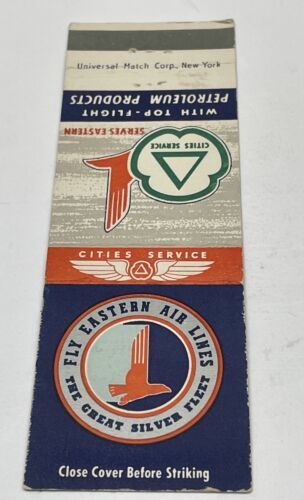 Universal Match Corp., New York
WITH TOP-FLIGHT
PETROLEUM PRODUCTS
SERVES EASTERN
CITIES SERVICE
CITIES SERVICE
FLY EASTERN AIR LINES
THE GREAT SILVER FLEET
Close Cover Before Striking